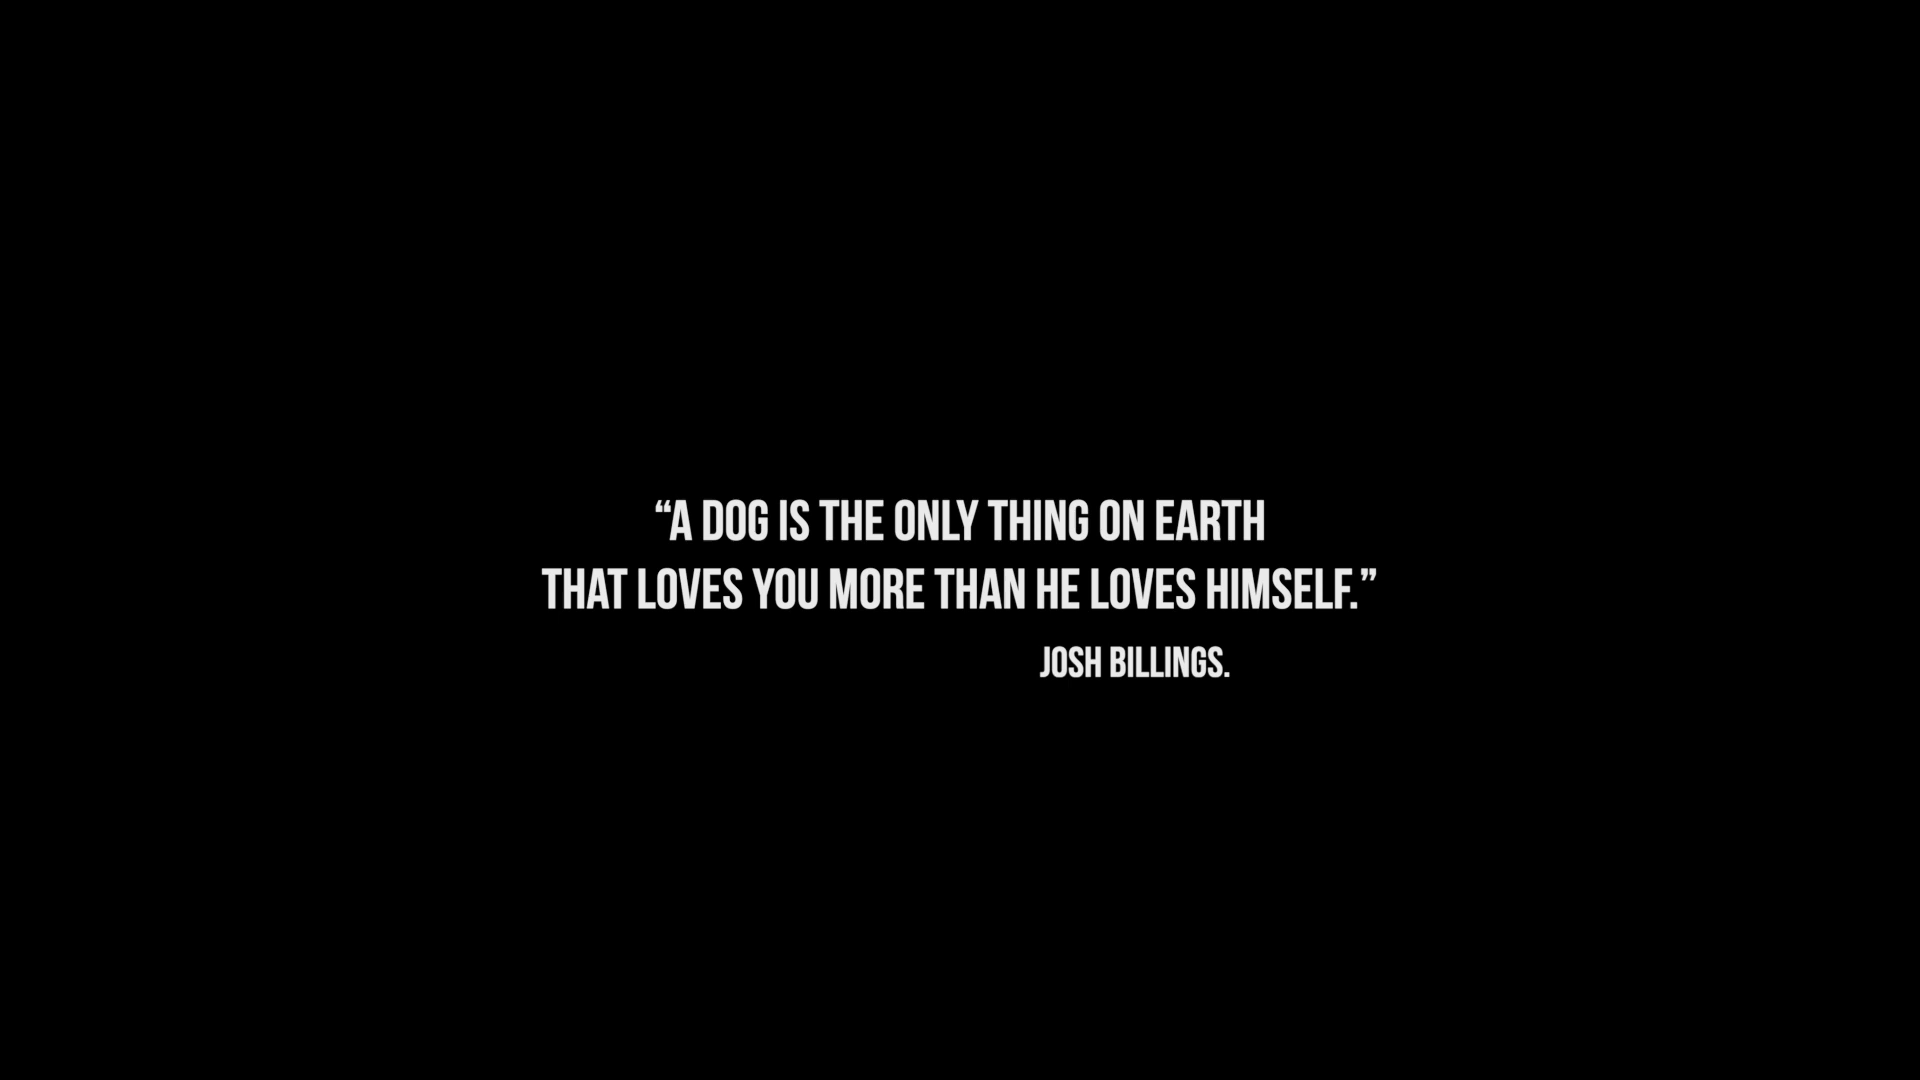 “A DOG IS THE ONLY THING ON EARTH
THAT LOVES YOU MORE THAN HE LOVES HIMSELF.”
JOSH BILLINGS.